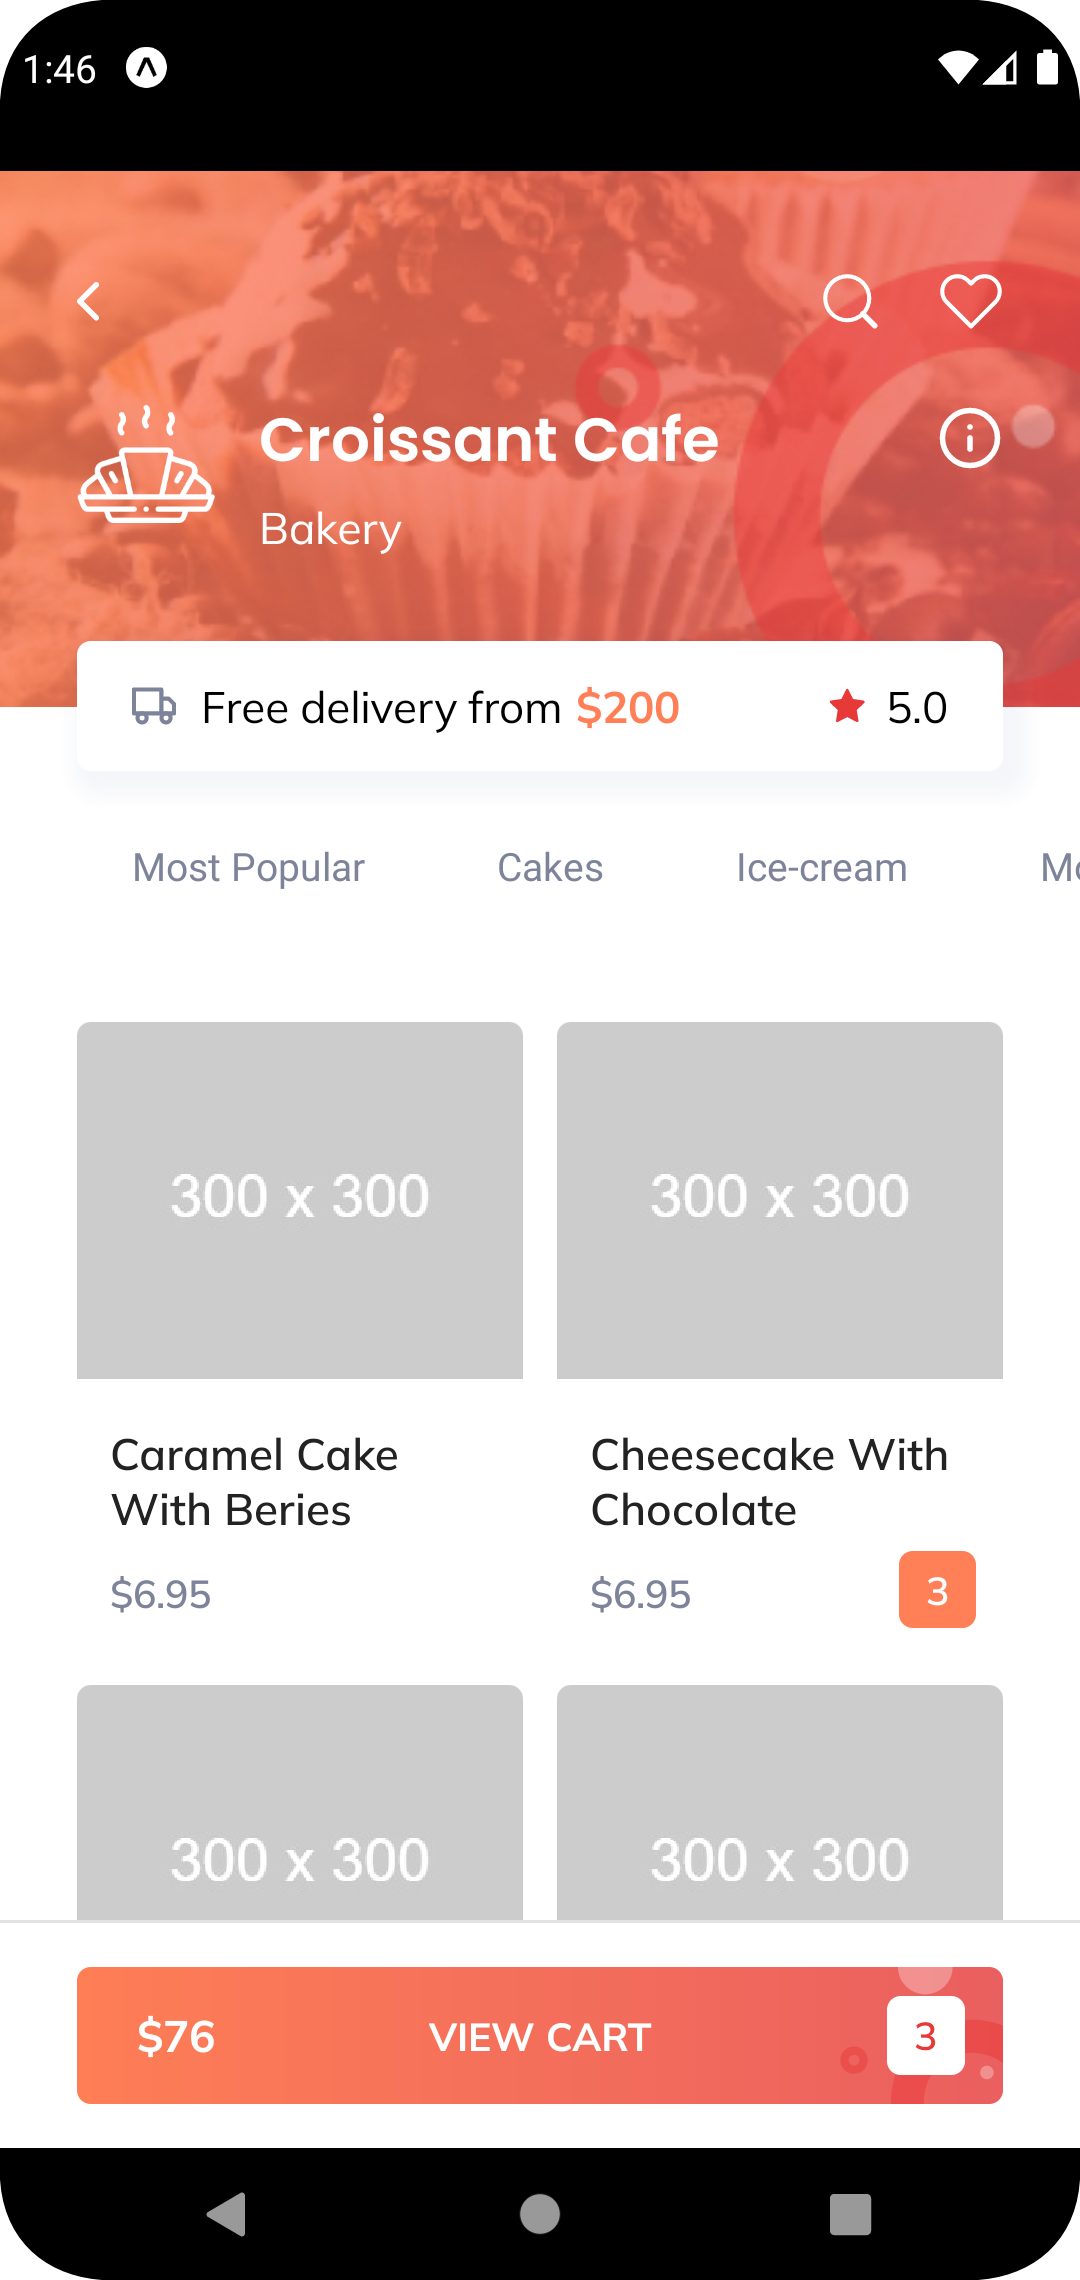 1:46
Croissant Cafe
Bakery
Free delivery from $200
5.0
Most Popular Cakes Ice-cream Mo
300 x 300
300 x 300
Caramel Cake
With Beries
$6.95
Cheesecake With
Chocolate
$6.95
3
300 x 300
300 x 300
$76 VIEW CART 3